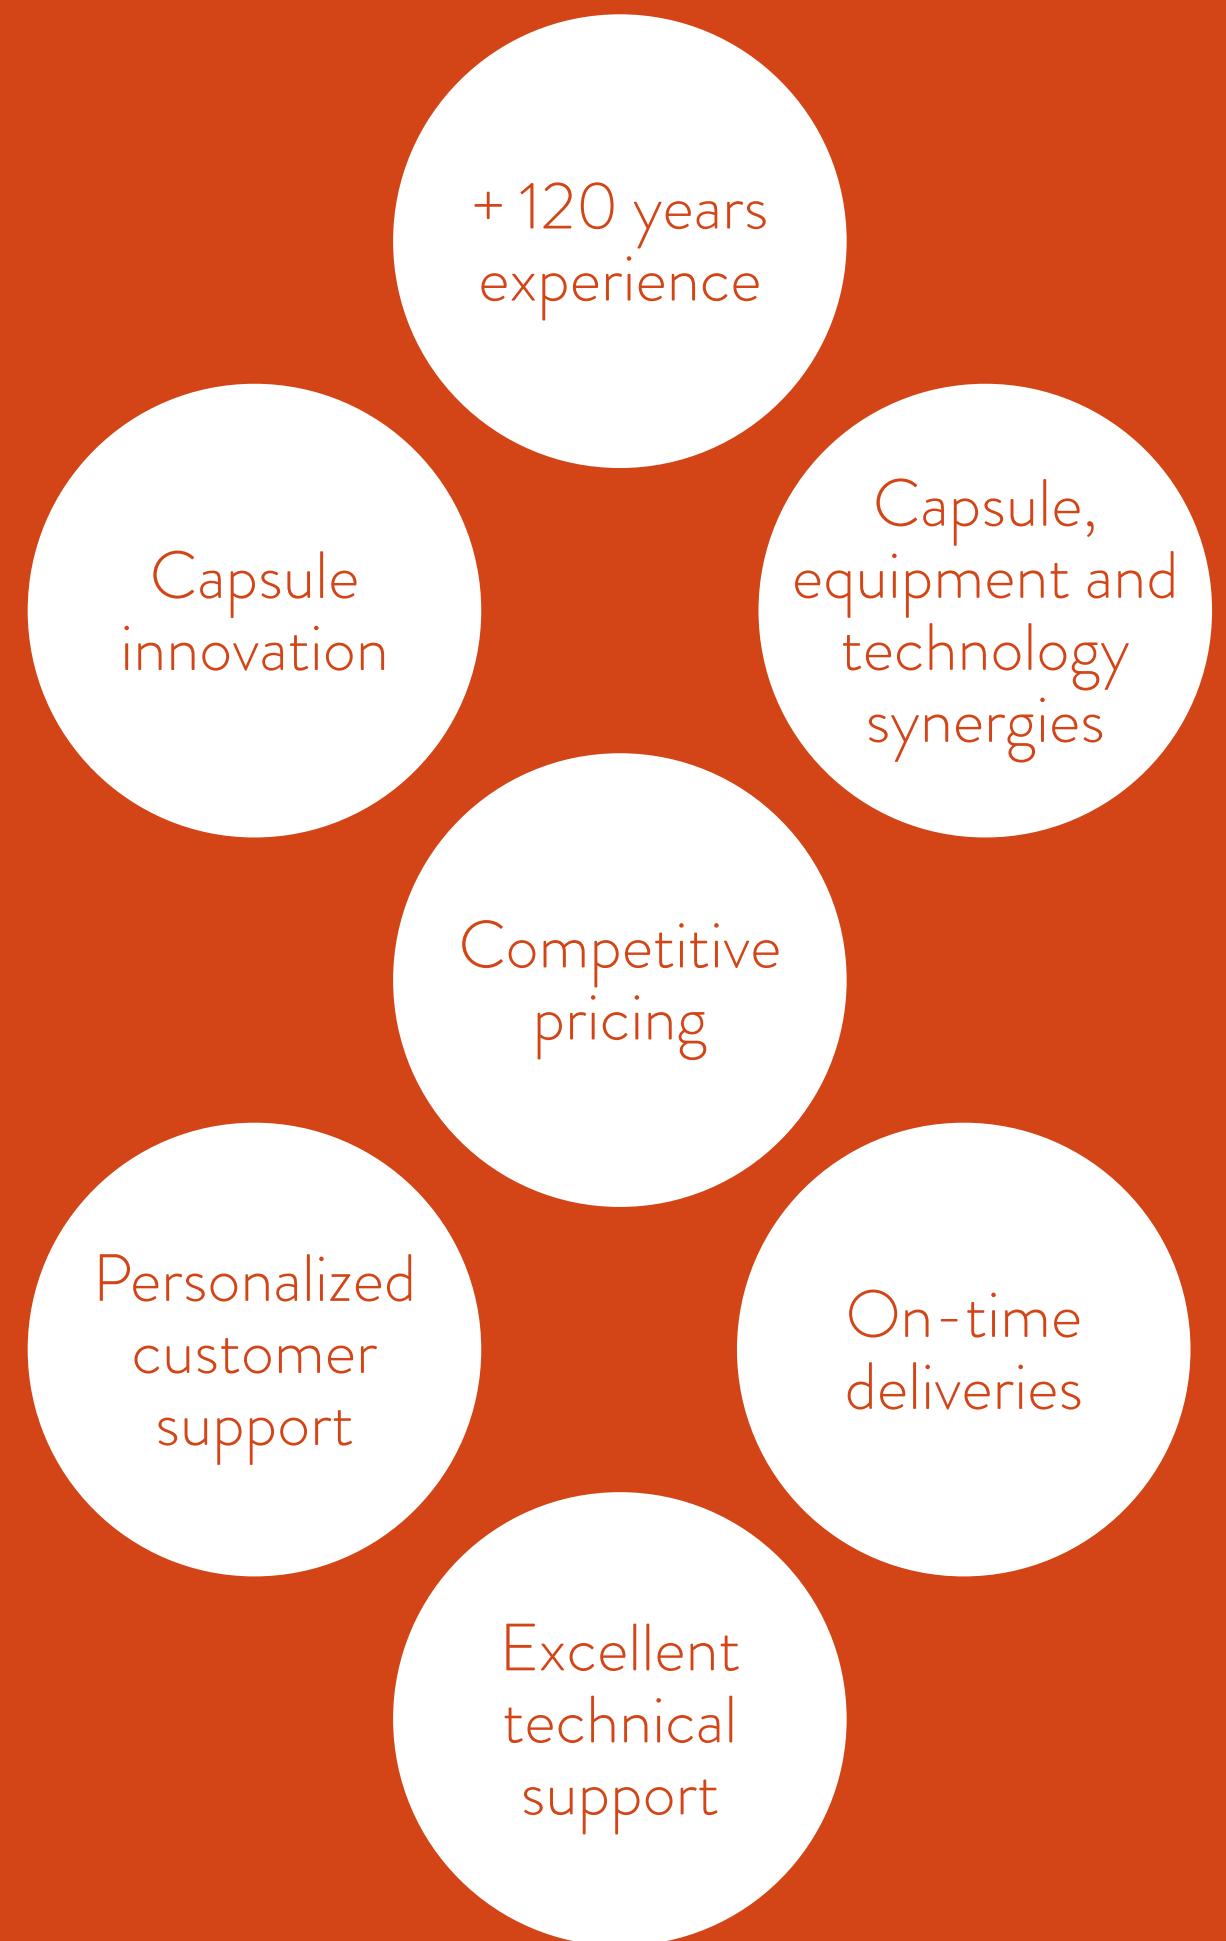 + 120 years
experience
Capsule
innovation
Capsule,
equipment and
technology
synergies
Competitive
pricing
Personalized
customer
support
On-time
deliveries
Excellent
technical
support